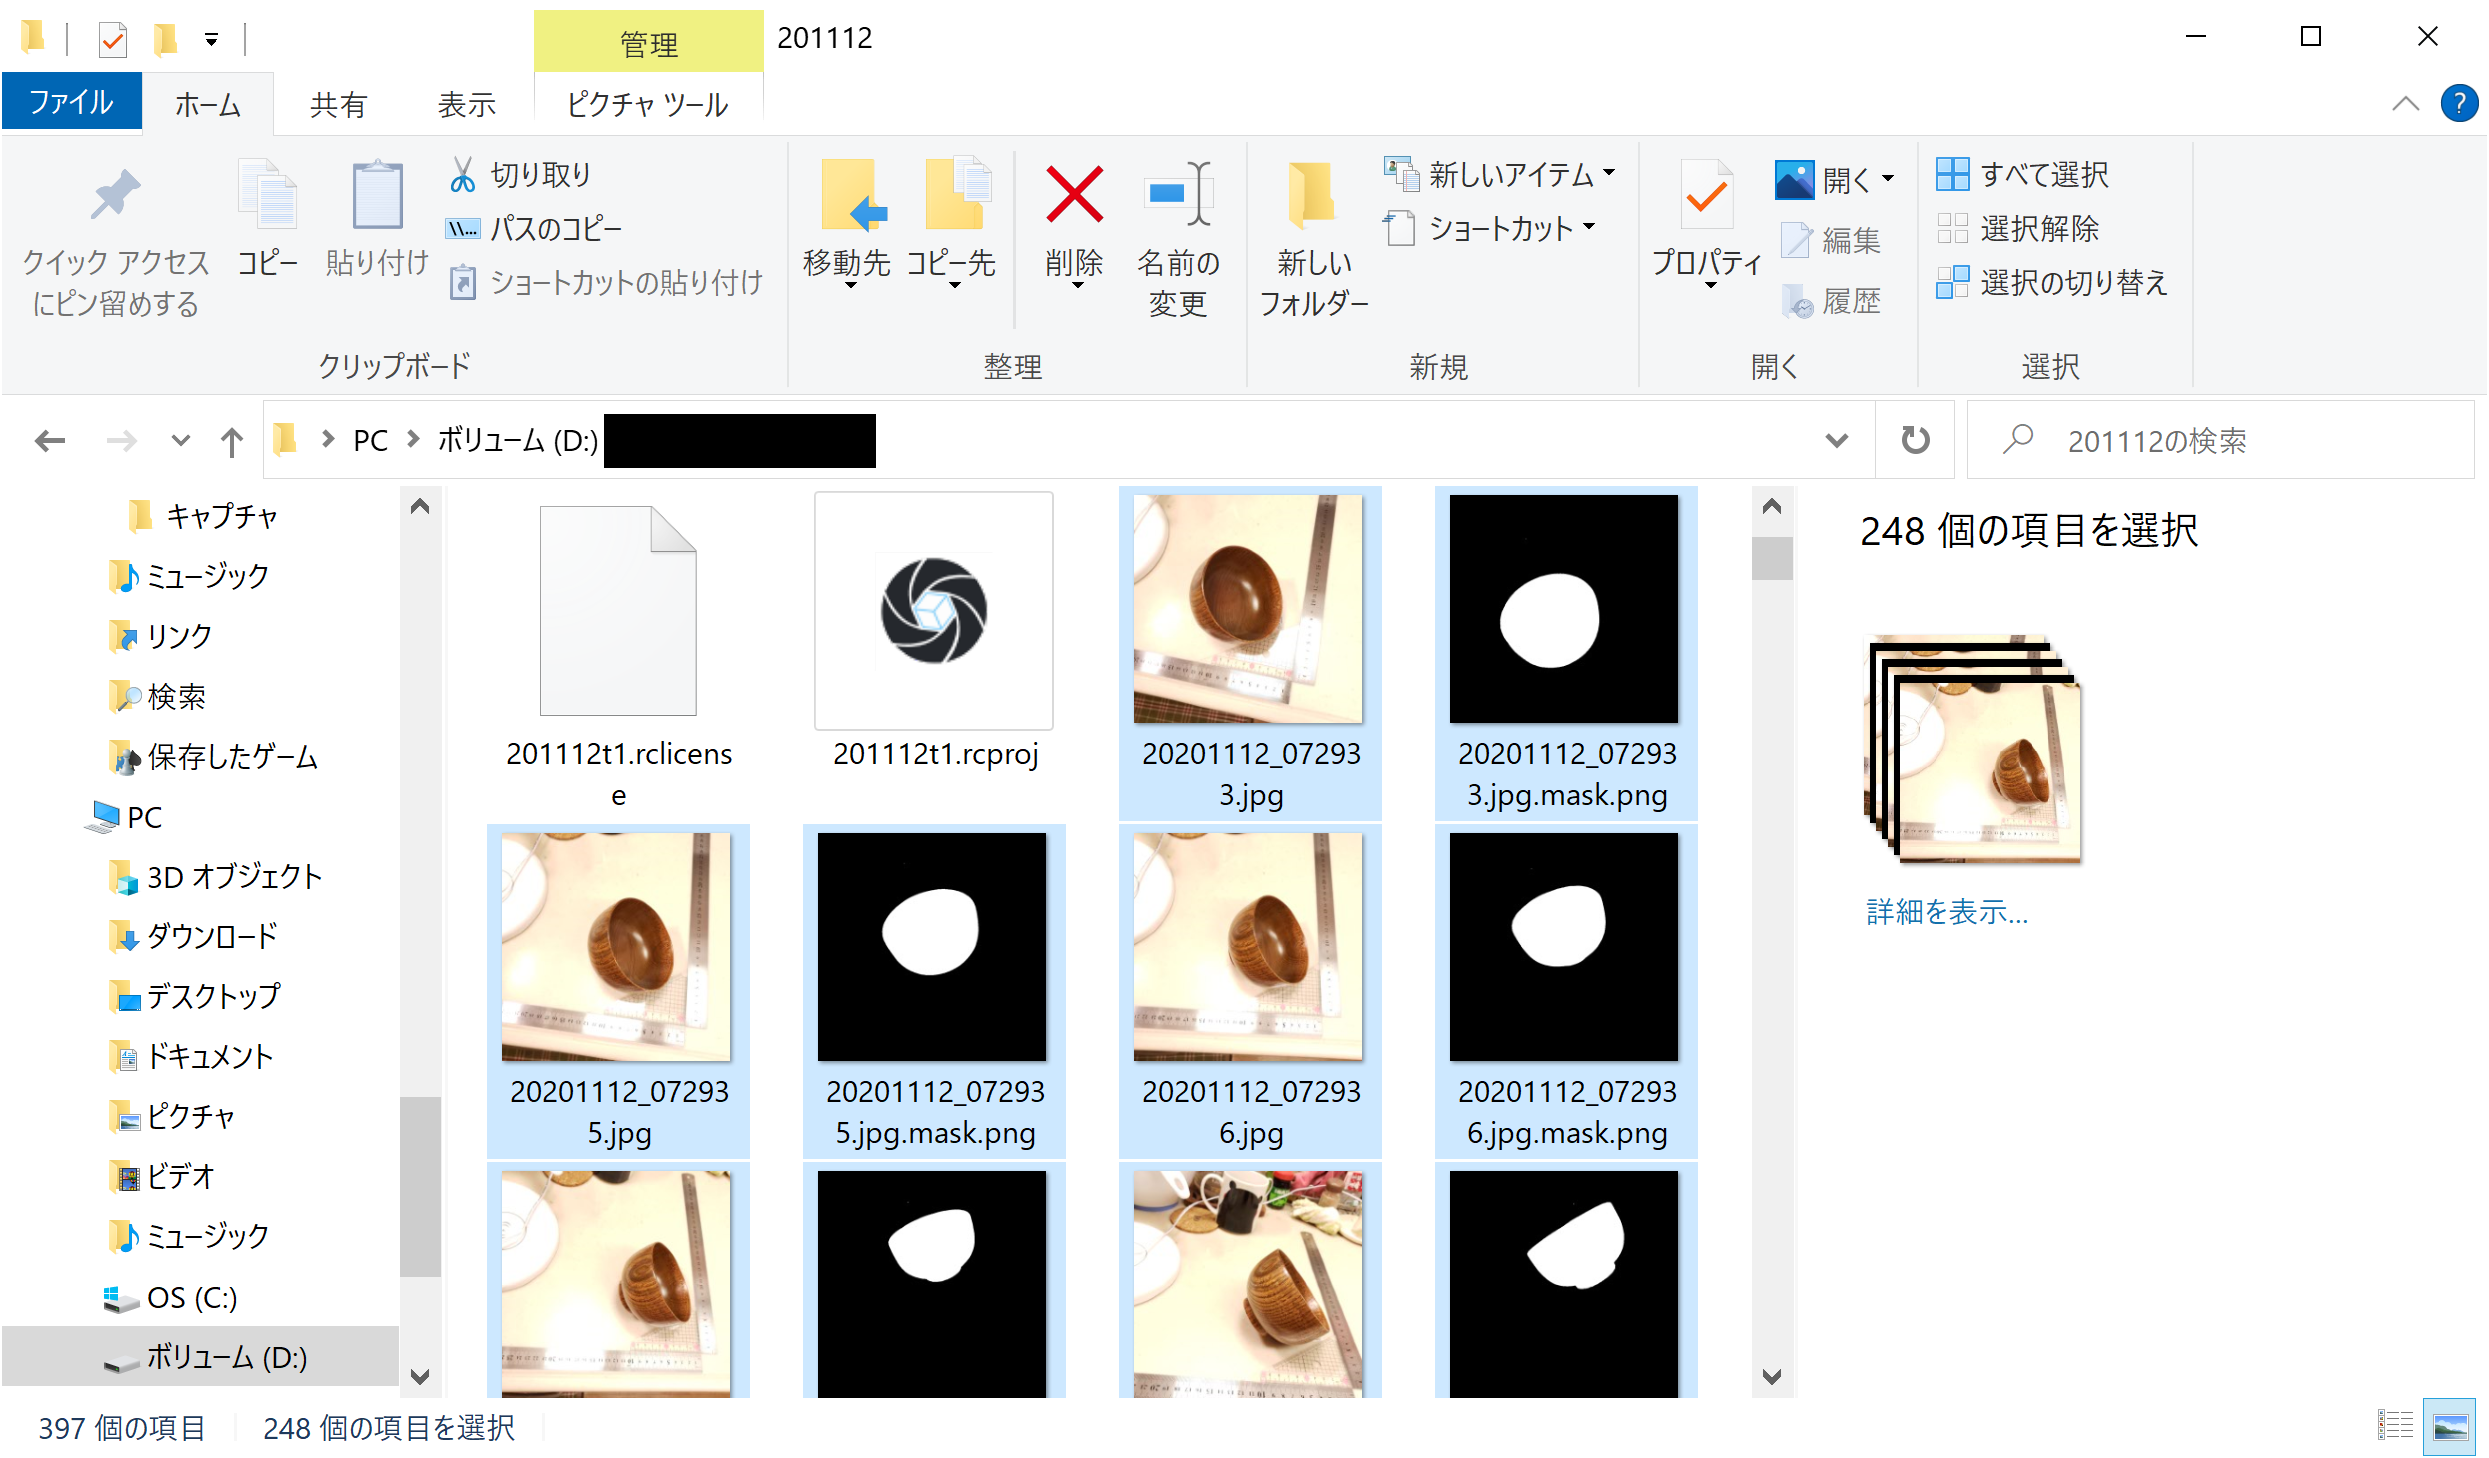 管理
201112
ファイル
ホーム
共有
表示
ピクチャ ツール
?
クイック アクセス
にピン留めする
コピー
貼り付け
切り取り
パスのコピー
ショートカットの貼り付け
クリップボード
移動先
コピー先
削除
名前の
変更
整理
新しい
フォルダー
新しいアイテム
ショートカット
新規
プロパティ
開く
編集
履歴
開く
すべて選択
選択解除
選択の切り替え
選択
PC
ボリューム (D:)
201112の検索
キャプチャ
ミュージック
リンク
検索
保存したゲーム
PC
3D オブジェクト
ダウンロード
デスクトップ
ドキュメント
ピクチャ
ビデオ
ミュージック
OS (C:)
ボリューム (D:)
201112t1.rclicens
e
201112t1.rcproj
20201112_07293
3.jpg
20201112_07293
3.jpg.mask.png
20201112_07293
5.jpg
20201112_07293
5.jpg.mask.png
20201112_07293
6.jpg
20201112_07293
6.jpg.mask.png
248 個の項目を選択
詳細を表示...
397 個の項目
248 個の項目を選択